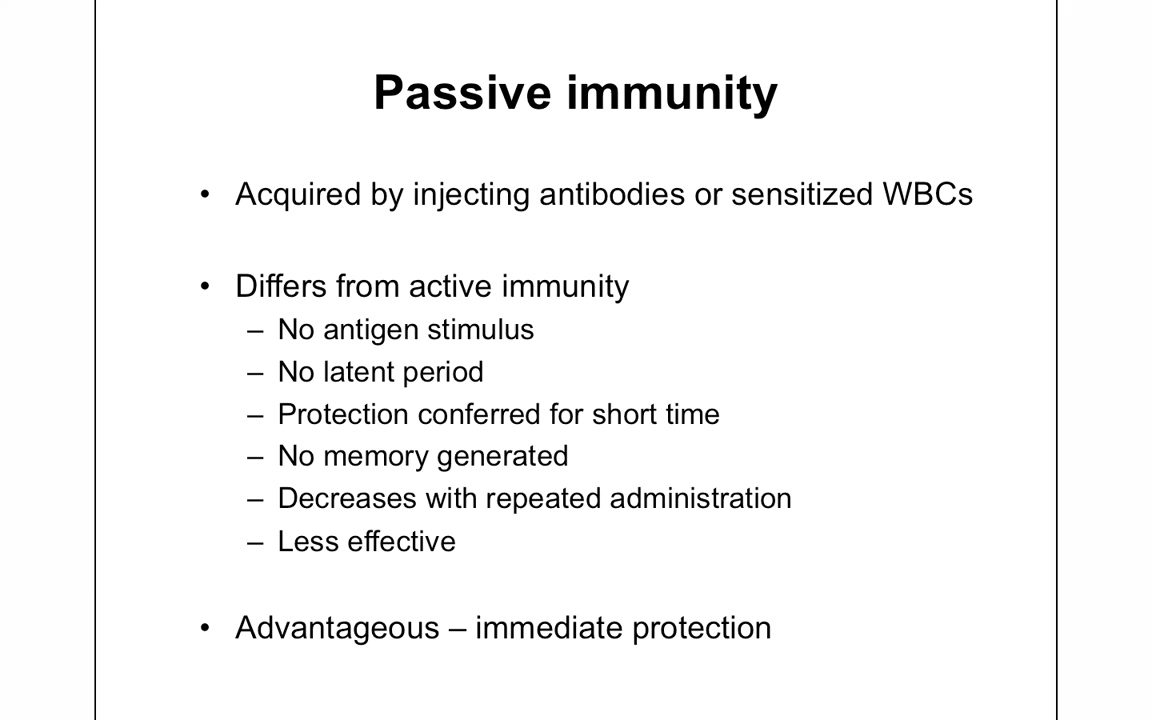 Passive immunity
• Acquired by injecting antibodies or sensitized WBCs
• Differs from active immunity
– No antigen stimulus
– No latent period
– Protection conferred for short time
– No memory generated
– Decreases with repeated administration
– Less effective
• Advantageous – immediate protection